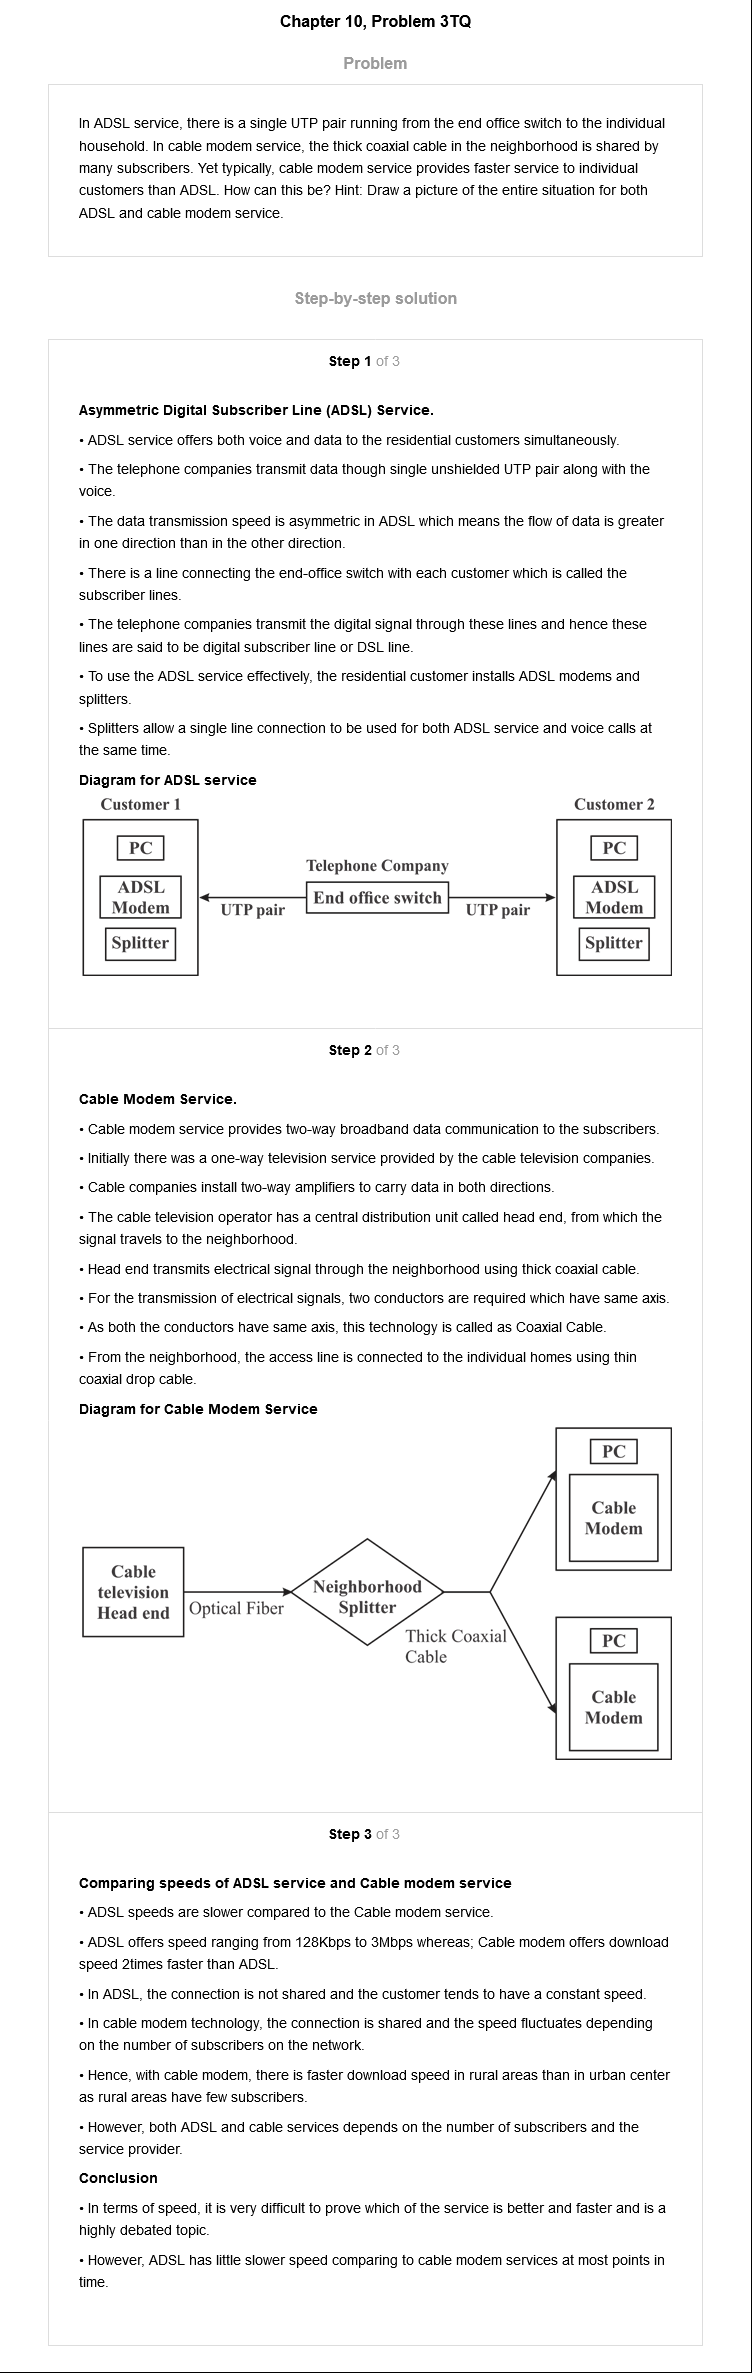 Chapter 10, Problem 3TQ
Problem
In ADSL service, there is a single UTP pair running from the end office switch to the individual
household. In cable modem service, the thick coaxial cable in the neighborhood is shared by
many subscribers. Yet typically, cable modem service provides faster service to individual
customers than ADSL. How can this be? Hint: Draw a picture of the entire situation for both
ADSL and cable modem service.
Step-by-step solution
Step 1 of 3
Asymmetric Digital Subscriber Line (ADSL) Service.
• ADSL service offers both voice and data to the residential customers simultaneously.
• The telephone companies transmit data though single unshielded UTP pair along with the
voice.
• The data transmission speed is asymmetric in ADSL which means the flow of data is greater
in one direction than in the other direction.
• There is a line connecting the end-office switch with each customer which is called the
subscriber lines.
• The telephone companies transmit the digital signal through these lines and hence these
lines are said to be digital subscriber line or DSL line.
• To use the ADSL service effectively, the residential customer installs ADSL modems and
splitters.
• Splitters allow a single line connection to be used for both ADSL service and voice calls at
the same time.
Diagram for ADSL service
Customer 1
PC
ADSL
Modem
Splitter
UTP pair
Telephone Company
End office switch
UTP pair
Customer 2
PC
ADSL
Modem
Splitter
Step 2 of 3
Cable Modem Service.
• Cable modem service provides two-way broadband data communication to the subscribers.
• Initially there was a one-way television service provided by the cable television companies.
• Cable companies install two-way amplifiers to carry data in both directions.
• The cable television operator has a central distribution unit called head end, from which the
signal travels to the neighborhood.
• Head end transmits electrical signal through the neighborhood using thick coaxial cable.
• For the transmission of electrical signals, two conductors are required which have same axis.
• As both the conductors have same axis, this technology is called as Coaxial Cable.
• From the neighborhood, the access line is connected to the individual homes using thin
coaxial drop cable.
Diagram for Cable Modem Service
Cable
television
Head end
Optical Fiber
Neighborhood
Splitter
Thick Coaxial
Cable
PC
Cable
Modem
PC
Cable
Modem
Step 3 of 3
Comparing speeds of ADSL service and Cable modem service
• ADSL speeds are slower compared to the Cable modem service.
• ADSL offers speed ranging from 128Kbps to 3Mbps whereas; Cable modem offers download
speed 2times faster than ADSL.
• In ADSL, the connection is not shared and the customer tends to have a constant speed.
• In cable modem technology, the connection is shared and the speed fluctuates depending
on the number of subscribers on the network.
• Hence, with cable modem, there is faster download speed in rural areas than in urban center
as rural areas have few subscribers.
• However, both ADSL and cable services depends on the number of subscribers and the
service provider.
Conclusion
• In terms of speed, it is very difficult to prove which of the service is better and faster and is a
highly debated topic.
• However, ADSL has little slower speed comparing to cable modem services at most points in
time.